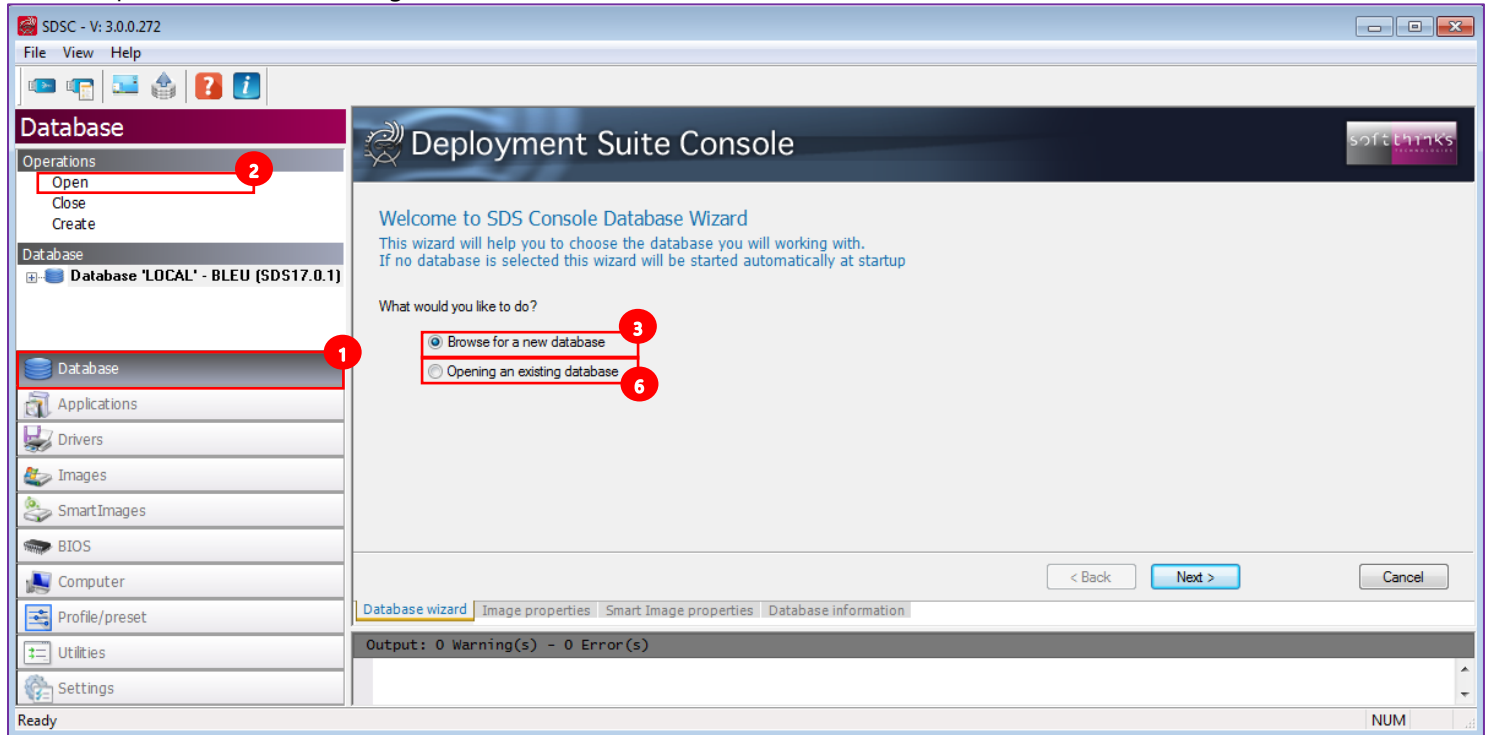 SDSC - V: 3.0.0.272
File View Help
Database
Operations
2
Open
Close
Create
Database
Database 'LOCAL' - BLEU (SDS17.0.1)
1
Database
Applications
Drivers
Images
SmartImages
BIOS
Computer
Profile/preset
Utilities
Settings
Deployment Suite Console
softthinks
TECHNOLOGIES
Welcome to SDS Console Database Wizard
This wizard will help you to choose the database you will working with.
If no database is selected this wizard will be started automatically at startup
What would you like to do?
3
Browse for a new database
Opening an existing database
6
< Back Next > Cancel
Database wizard Image properties Smart Image properties Database information
Output: 0 Warning(s) - 0 Error(s)
Ready NUM